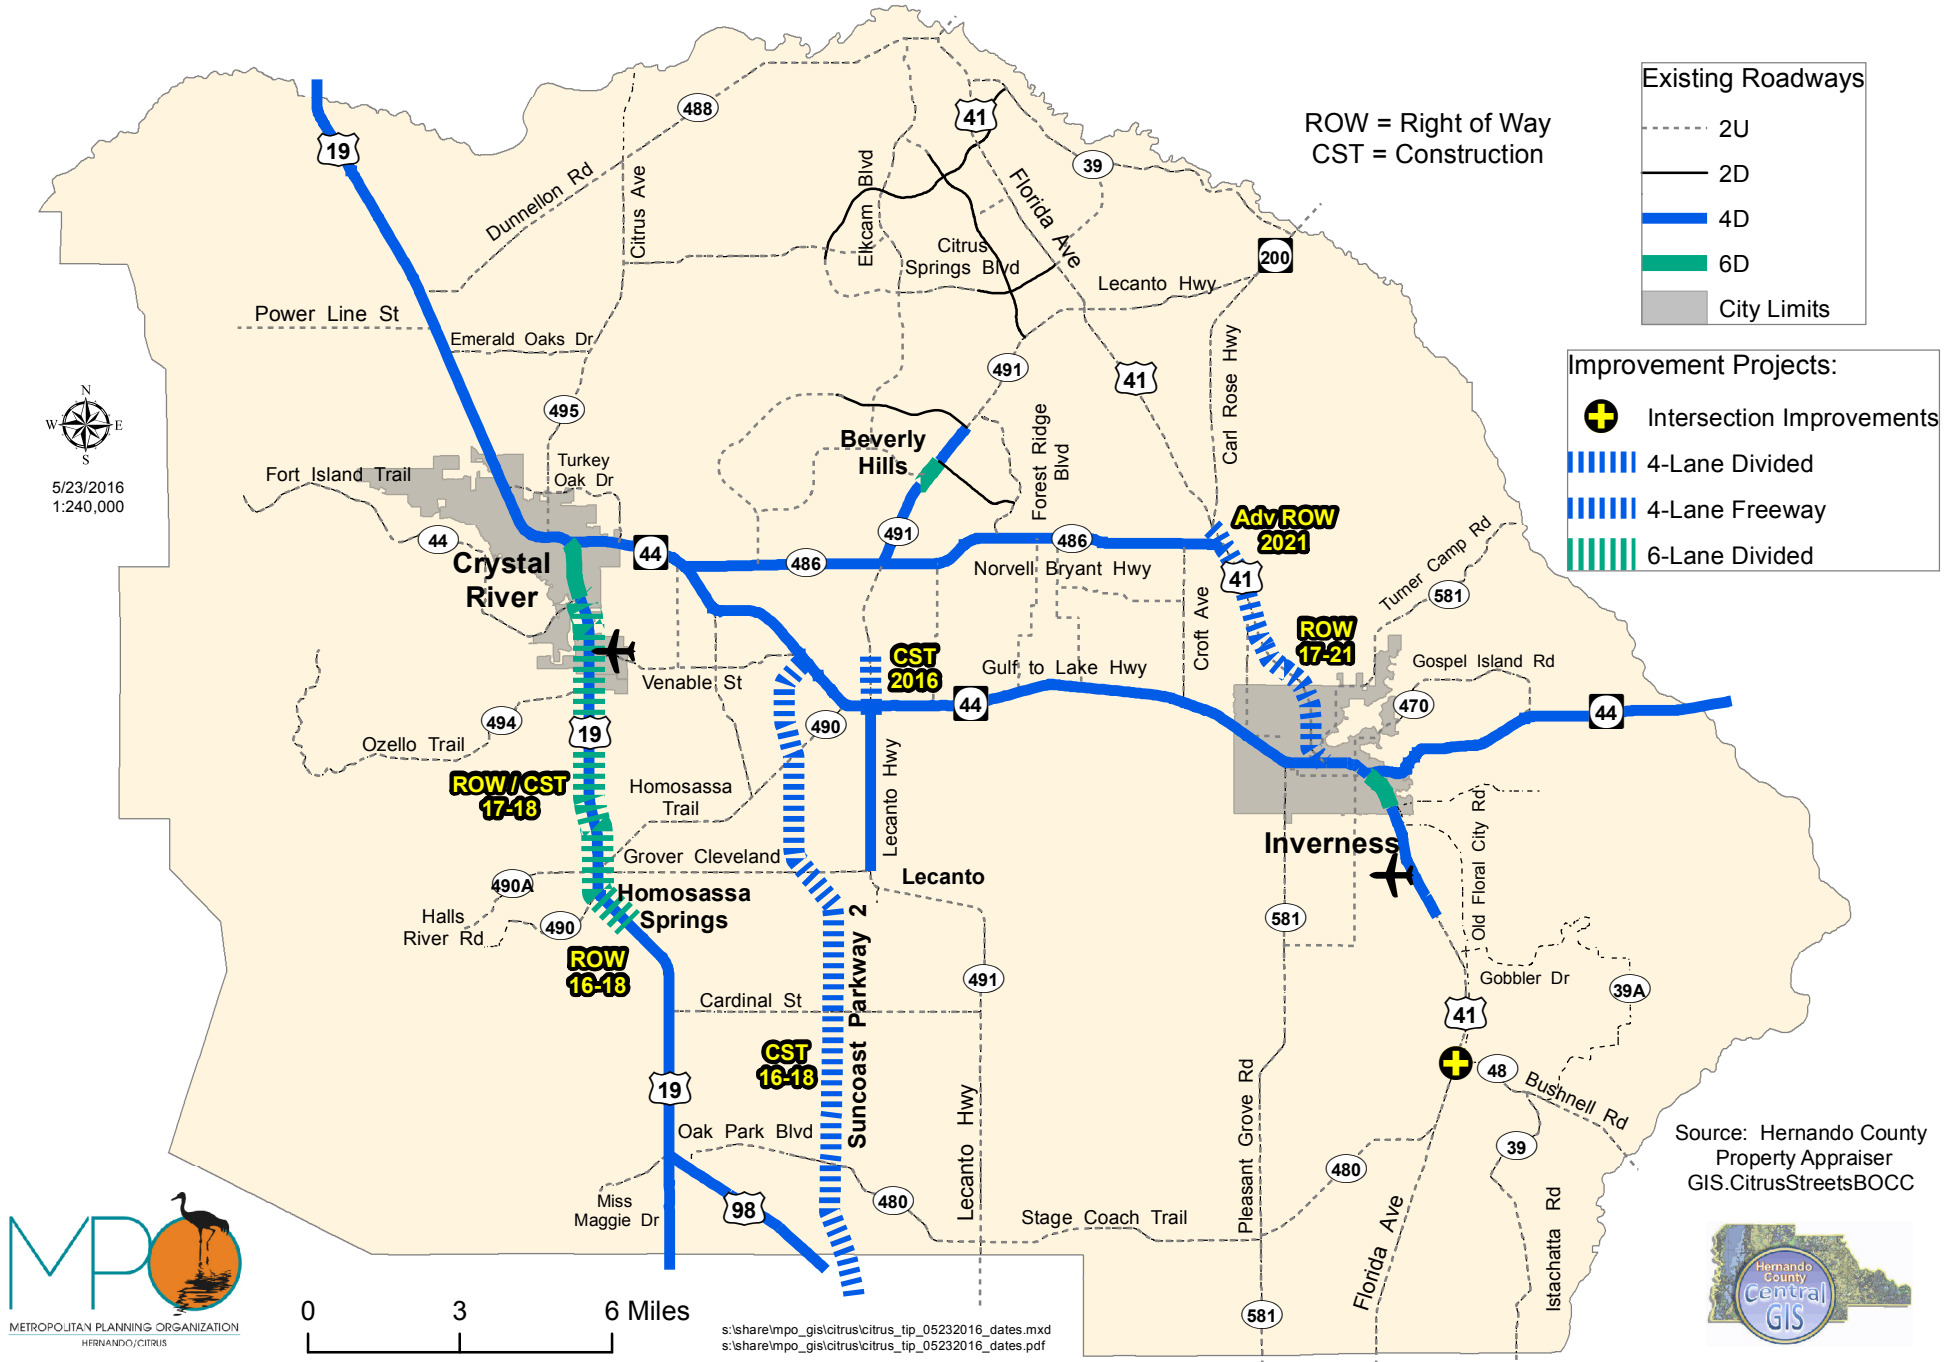 488
19
41
39
ROW = Right of Way
CST = Construction
Existing Roadways
2U
2D
4D
6D
City Limits
Dunnellon Rd
Citrus Ave
Elkcam Blvd
Florida Ave
Citrus
Springs Blvd
200
Lecanto Hwy
Power Line St
Emerald Oaks Dr
Carl Rose Hwy
Improvement Projects:
Intersection Improvements
4-Lane Divided
4-Lane Freeway
6-Lane Divided
N
W
E
S
5/23/2016
1:240,000
495
491
41
Beverly
Hills
Forest Ridge
Blvd
Fort Island Trail
Turkey
Oak Dr
44
Crystal
River
44
491
486
486
Norvell Bryant Hwy
Adv ROW
2021
41
Turner Camp Rd
581
Croft Ave
ROW
17-21
Gospel Island Rd
CST
2016
Gulf to Lake Hwy
Venable St
44
470
44
494
19
490
Ozello Trail
ROW / CST
17-18
Homosassa
Trail
Lecanto Hwy
Grover Cleveland
Inverness
Old Floral City Rd
490A
Homosassa
Springs
Lecanto
Halls
River Rd
490
581
ROW
16-18
Suncoast Parkway 2
491
Gobbler Dr
39A
Cardinal St
41
CST
16-18
48
Bushnell Rd
19
Lecanto Hwy
Pleasant Grove Rd
Oak Park Blvd
39
480
Source: Hernando County
Property Appraiser
GIS.CitrusStreetsBOCC
Miss
Maggie Dr
98
480
Stage Coach Trail
Florida Ave
Istachatta Rd
581
MPO
METROPOLITAN PLANNING ORGANIZATION
HERNANDO/CITRUS
0
3
6 Miles
s:\share\mpo_gis\citrus\citrus_tip_05232016_dates.mxd
s:\share\mpo_gis\citrus\citrus_tip_05232016_dates.pdf
Hernando
County
Central
GIS